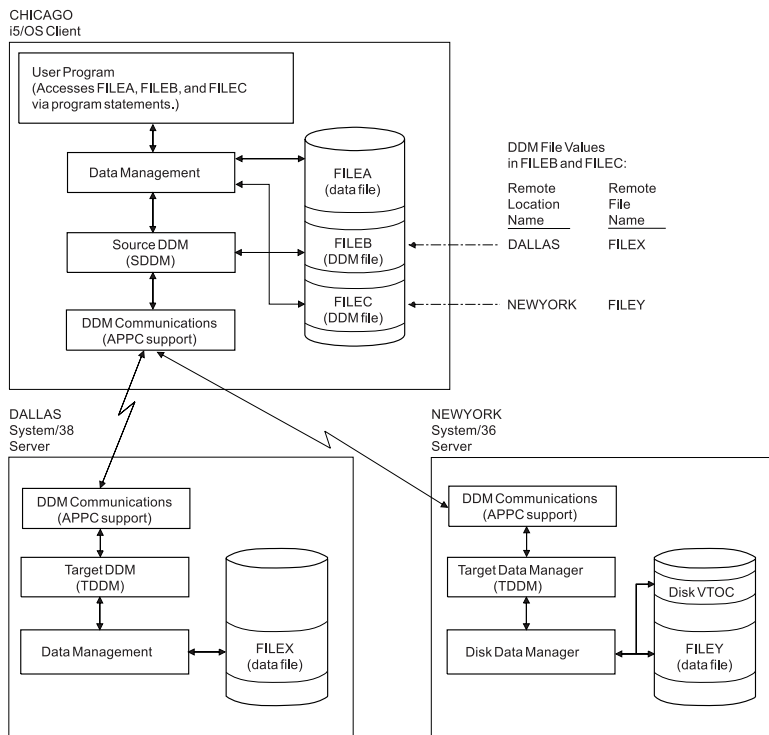 CHICAGO
i5/OS Client
User Program
(Accesses FILEA, FILEB, and FILEC
via program statements.)
Data Management
Source DDM
(SDDM)
DDM Communications
(APPC support)
FILEA
(data file)
FILEB
(DDM file)
FILEC
(DDM file)
DDM File Values
in FILEB and FILEC:
Remote
Location
Name
Remote
File
Name
DALLAS
FILEX
NEWYORK
FILEY
DALLAS
System/38
Server
DDM Communications
(APPC support)
Target DDM
(TDDM)
Data Management
FILEX
(data file)
NEWYORK
System/36
Server
DDM Communications
(APPC support)
Target Data Manager
(TDDM)
Disk Data Manager
Disk VTOC
FILEY
(data file)